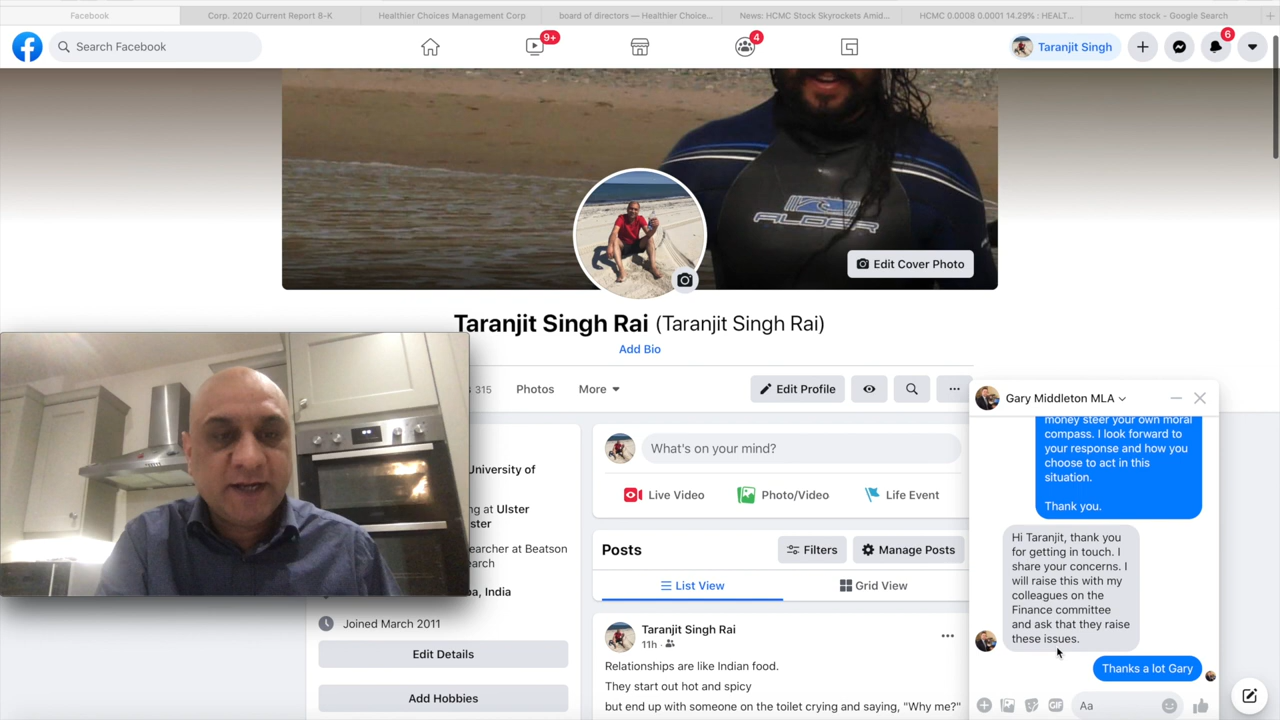 Facebook
Corp. 2020 Current Report 8-K
Healthier Choices Management Corp
board of directors — Healthier Choice...
News: HCMC Stock Skyrockets Amid...
HCMC 0.0008 0.0001 14.29% : HEALT...
hcmc stock - Google Search
Search Facebook
9+
4
Taranjit Singh
6
ALDER
Edit Cover Photo
Taranjit Singh Rai (Taranjit Singh Rai)
Add Bio
315
Photos
More
Edit Profile
University of
ng at Ulster
ster
earcher at Beatson
search
a, India
Joined March 2011
Edit Details
Add Hobbies
What's on your mind?
Live Video
Photo/Video
Life Event
Posts
Filters
Manage Posts
List View
Grid View
Taranjit Singh Rai
11h ·
Relationships are like Indian food.
They start out hot and spicy
but end up with someone on the toilet crying and saying, "Why me?"
Gary Middleton MLA
money steer your own moral
compass. I look forward to
your response and how you
choose to act in this
situation.
Thank you.
Hi Taranjit, thank you
for getting in touch. I
share your concerns. I
will raise this with my
colleagues on the
Finance committee
and ask that they raise
these issues.
Thanks a lot Gary
GIF
Aa